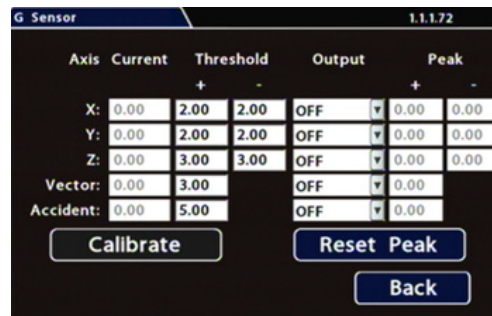 G Sensor 1.1.1.72
Axis Current Threshold Output Peak
+ - + -
X: 0.00 2.00 2.00 OFF 0.00 0.00
Y: 0.00 2.00 2.00 OFF 0.00 0.00
Z: 0.00 3.00 3.00 OFF 0.00 0.00
Vector: 0.00 3.00 OFF 0.00
Accident: 0.00 5.00 OFF 0.00
Calibrate Reset Peak
Back